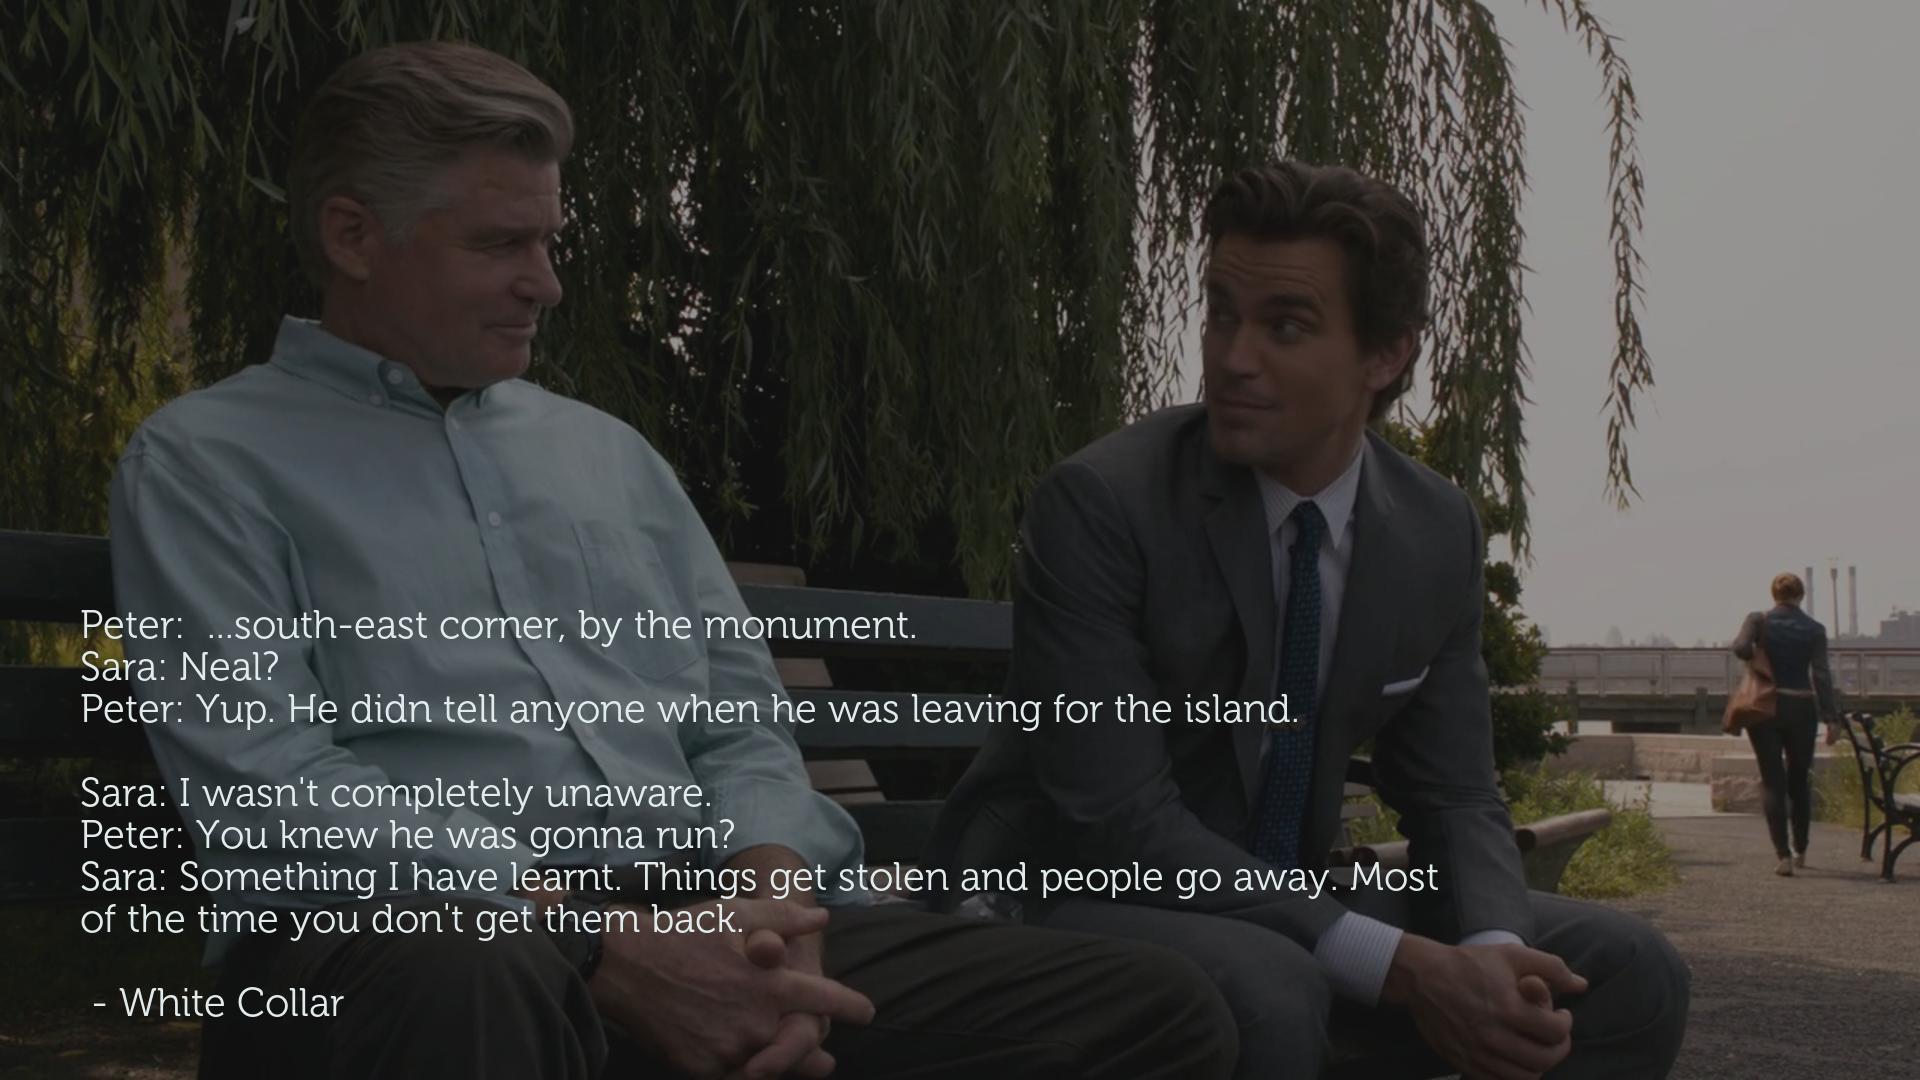 Peter:  ...south-east corner, by the monument.
Sara: Neal?
Peter: Yup. He didn tell anyone when he was leaving for the island.
Sara: I wasn't completely unaware.
Peter: You knew he was gonna run?
Sara: Something I have learnt. Things get stolen and people go away. Most
of the time you don't get them back.
- White Collar